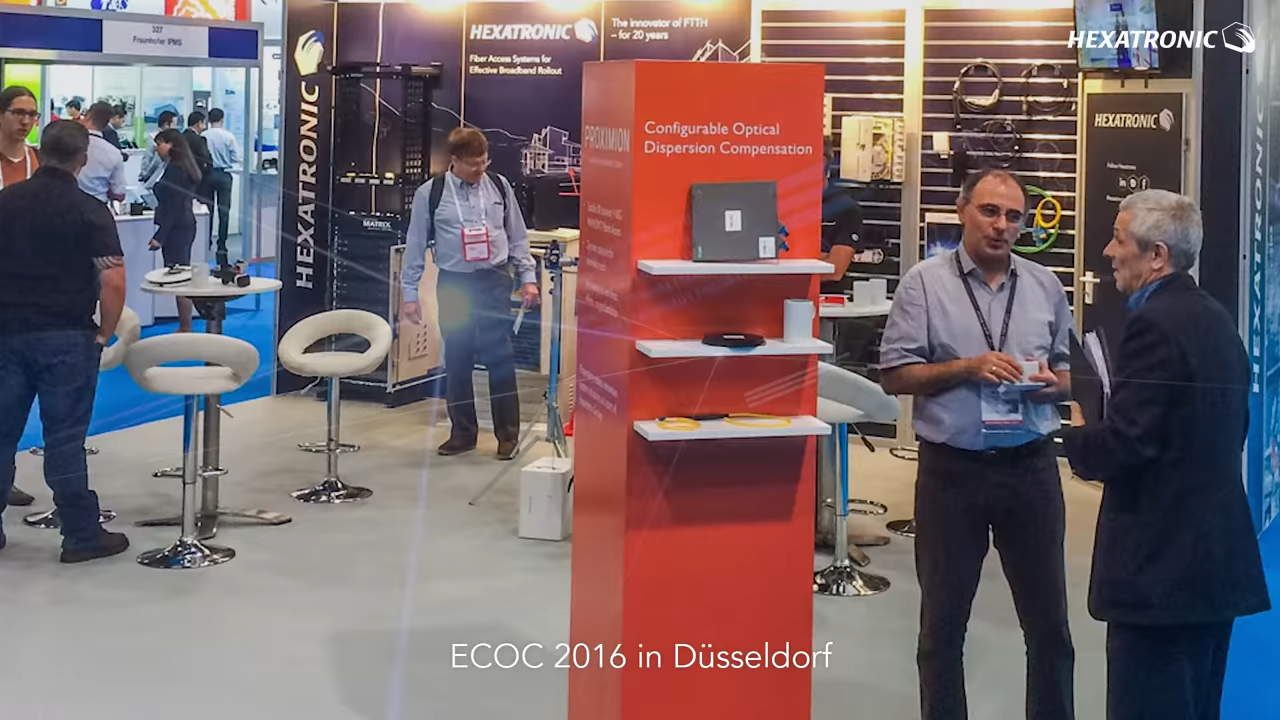 327
Fraunhofer IPMS
HEXATRONIC
HEXATRONIC
Fiber Access Systems for
Effective Broadband Rollout
The innovator of FTTH
– for 20 years
MATRIX
PROXIMION
Configurable Optical
Dispersion Compensation
HEXATRONIC
HEXATRONIC
HEXATRONIC
ECOC 2016 in Düsseldorf